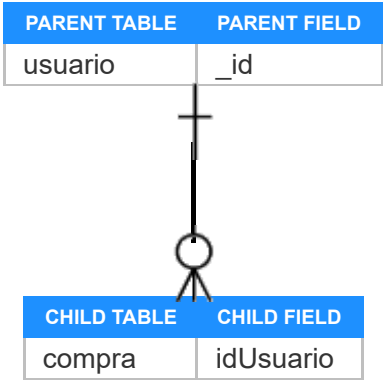 PARENT TABLE PARENT FIELD
usuario _id
CHILD TABLE CHILD FIELD
compra idUsuario